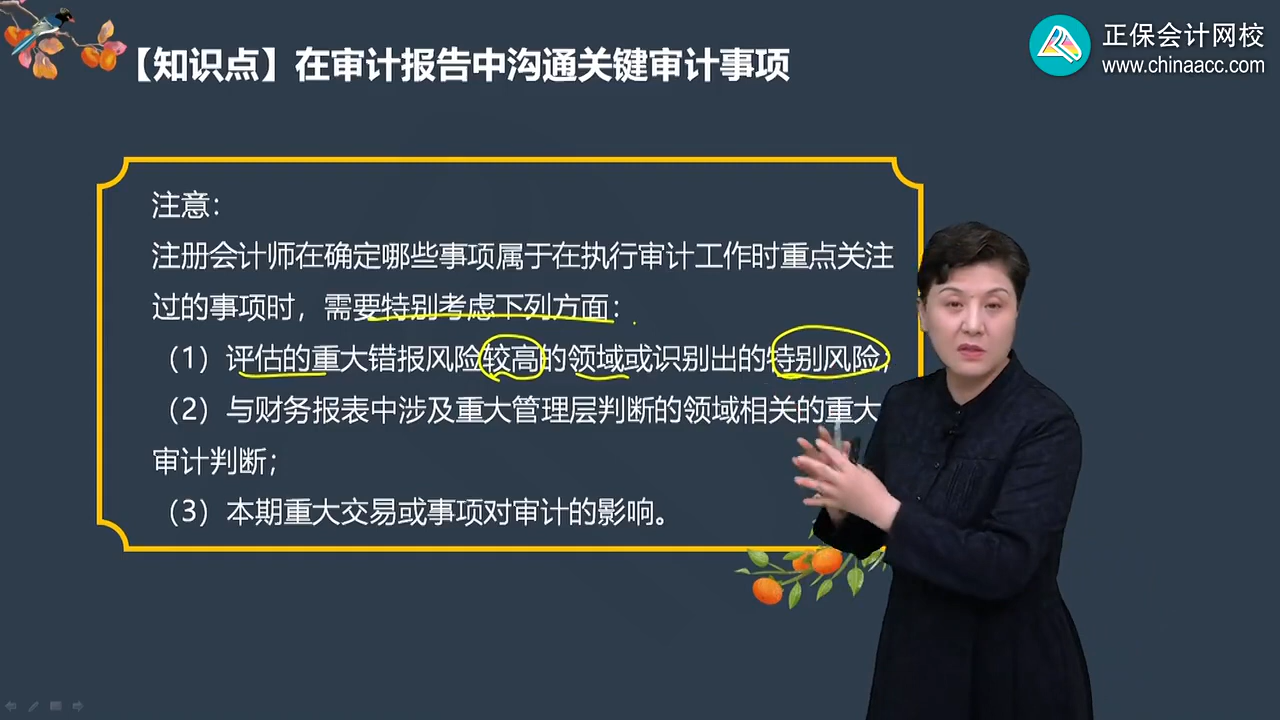 【知识点】在审计报告中沟通关键审计事项
正保会计网校
www.chinaacc.com
注意：
注册会计师在确定哪些事项属于在执行审计工作时重点关注
过的事项时，需要特别考虑下列方面：
（1）评估的重大错报风险较高的领域或识别出的特别风险；
（2）与财务报表中涉及重大管理层判断的领域相关的重大
审计判断；
（3）本期重大交易或事项对审计的影响。